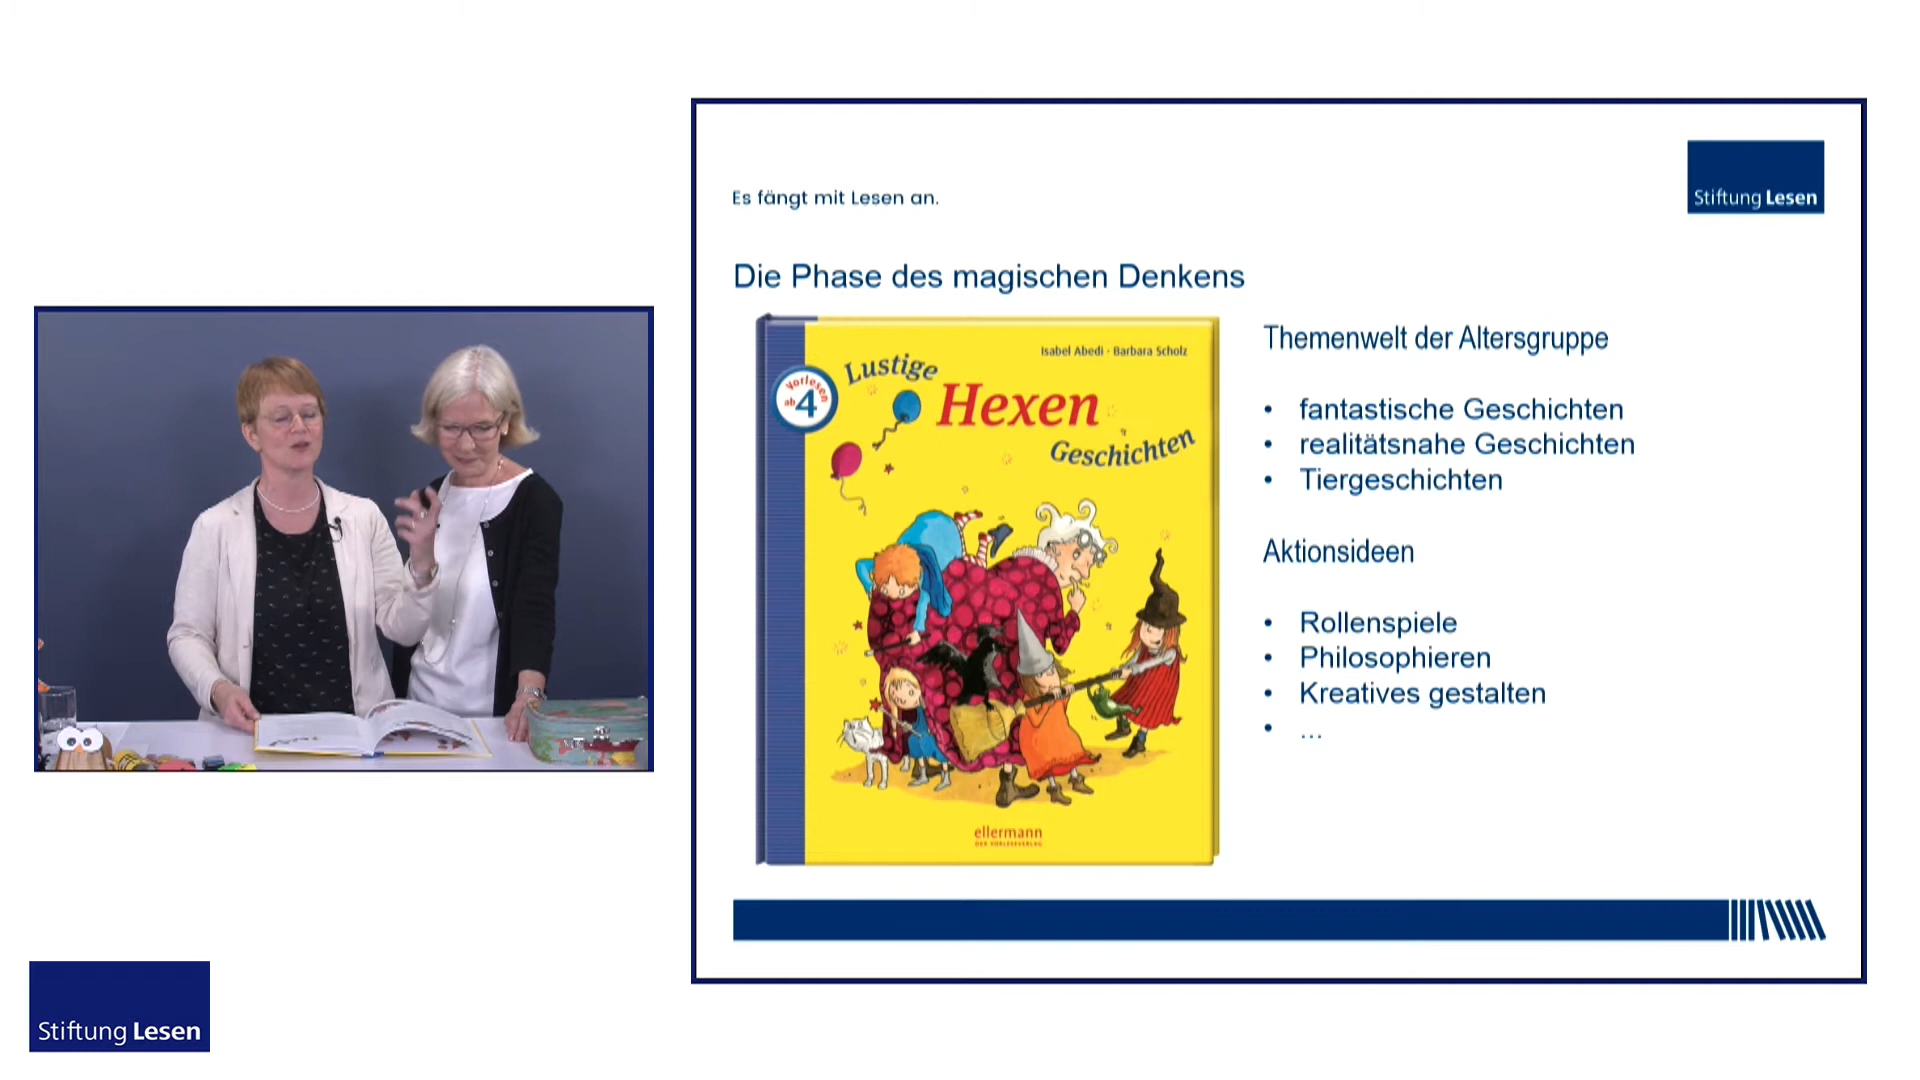 Es fängt mit Lesen an.
Stiftung Lesen
Die Phase des magischen Denkens
Isabel Abedi · Barbara Scholz
Vorlesen
ab 4
Lustige
Hexen
Geschichten
ellermann
DER VORLESEVERLAG
Themenwelt der Altersgruppe
• fantastische Geschichten
• realitätsnahe Geschichten
• Tiergeschichten
Aktionsideen
• Rollenspiele
• Philosophieren
• Kreatives gestalten
• ...
Stiftung Lesen